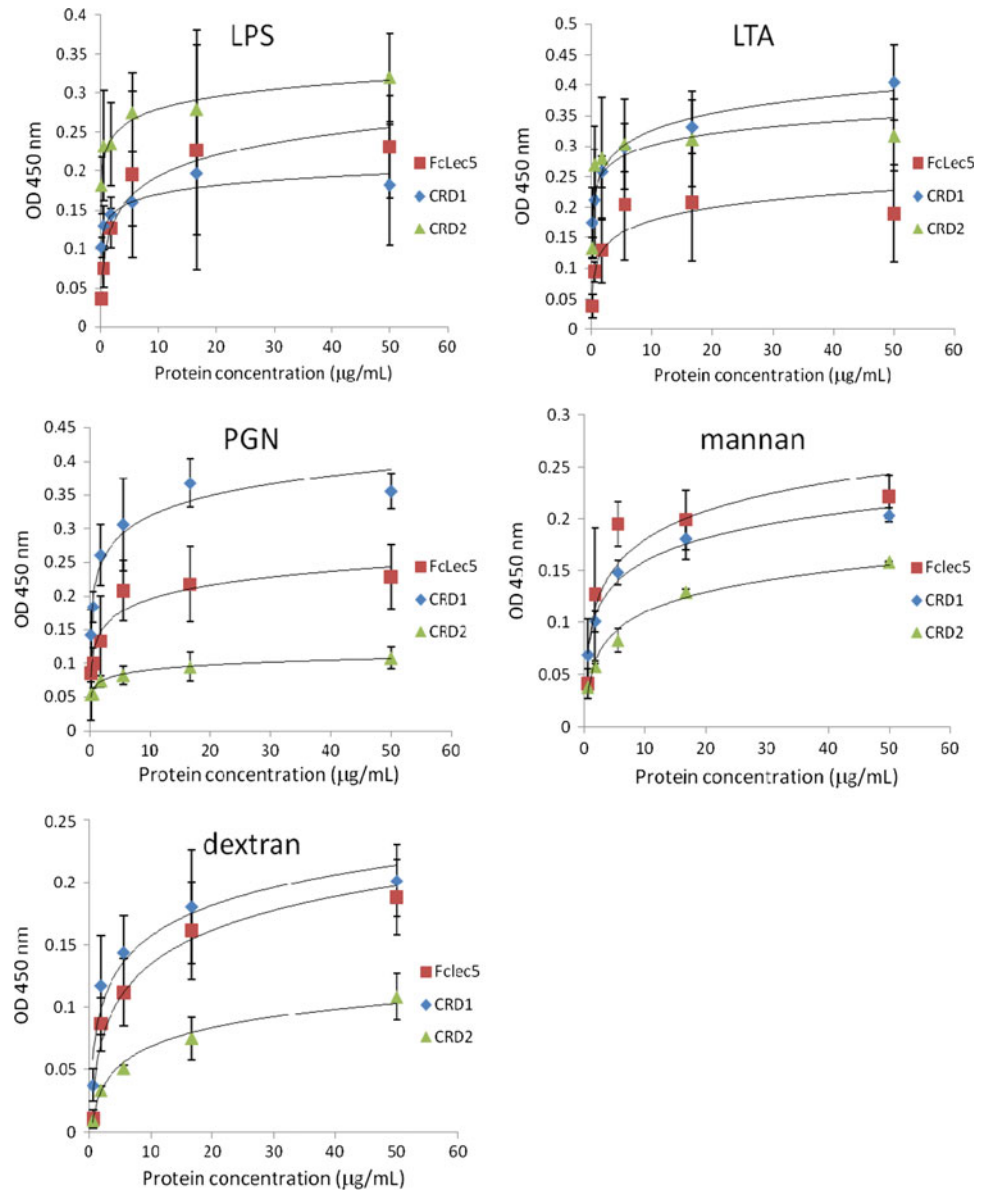 LPS
OD 450 nm
0.4
0.35
0.3
0.25
0.2
0.15
0.1
0.05
0
0 10 20 30 40 50 60
Protein concentration (μg/mL)
FcLec5
CRD1
CRD2
LTA
OD 450 nm
0.5
0.45
0.4
0.35
0.3
0.25
0.2
0.15
0.1
0.05
0
0 10 20 30 40 50 60
Protein concentration (μg/mL)
FcLec5
CRD1
CRD2
PGN
OD 450 nm
0.45
0.4
0.35
0.3
0.25
0.2
0.15
0.1
0.05
0
0 10 20 30 40 50 60
Protein concentration (μg/mL)
FcLec5
CRD1
CRD2
mannan
OD 450 nm
0.3
0.25
0.2
0.15
0.1
0.05
0
0 10 20 30 40 50 60
Protein concentration (μg/mL)
Fclec5
CRD1
CRD2
dextran
OD 450 nm
0.25
0.2
0.15
0.1
0.05
0
0 10 20 30 40 50 60
Protein concentration (μg/mL)
Fclec5
CRD1
CRD2